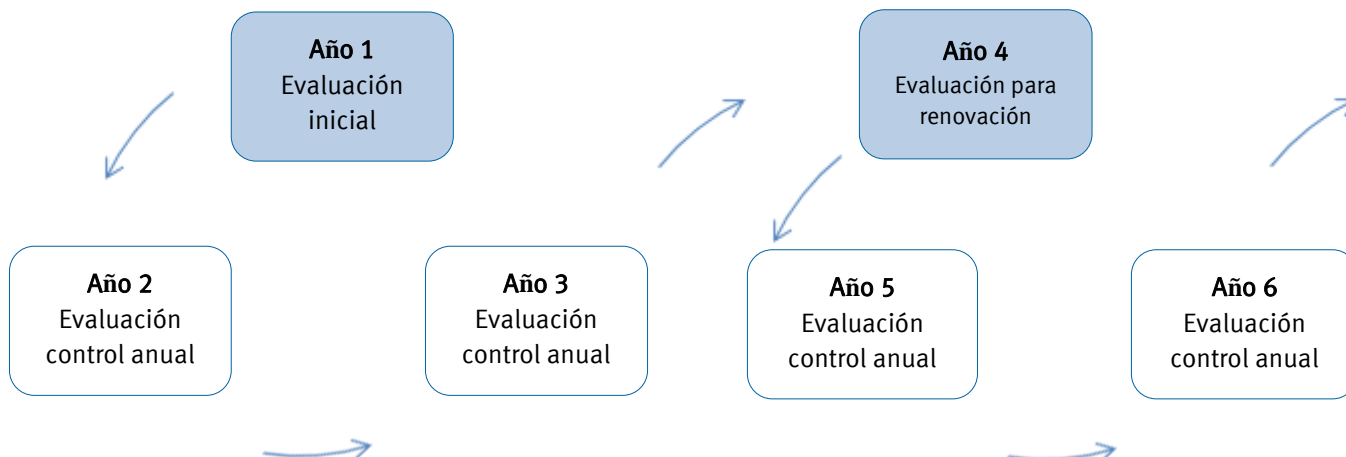 Año 1
Evaluación
inicial
Año 4
Evaluación para
renovación
Año 2
Evaluación
control anual
Año 3
Evaluación
control anual
Año 5
Evaluación
control anual
Año 6
Evaluación
control anual